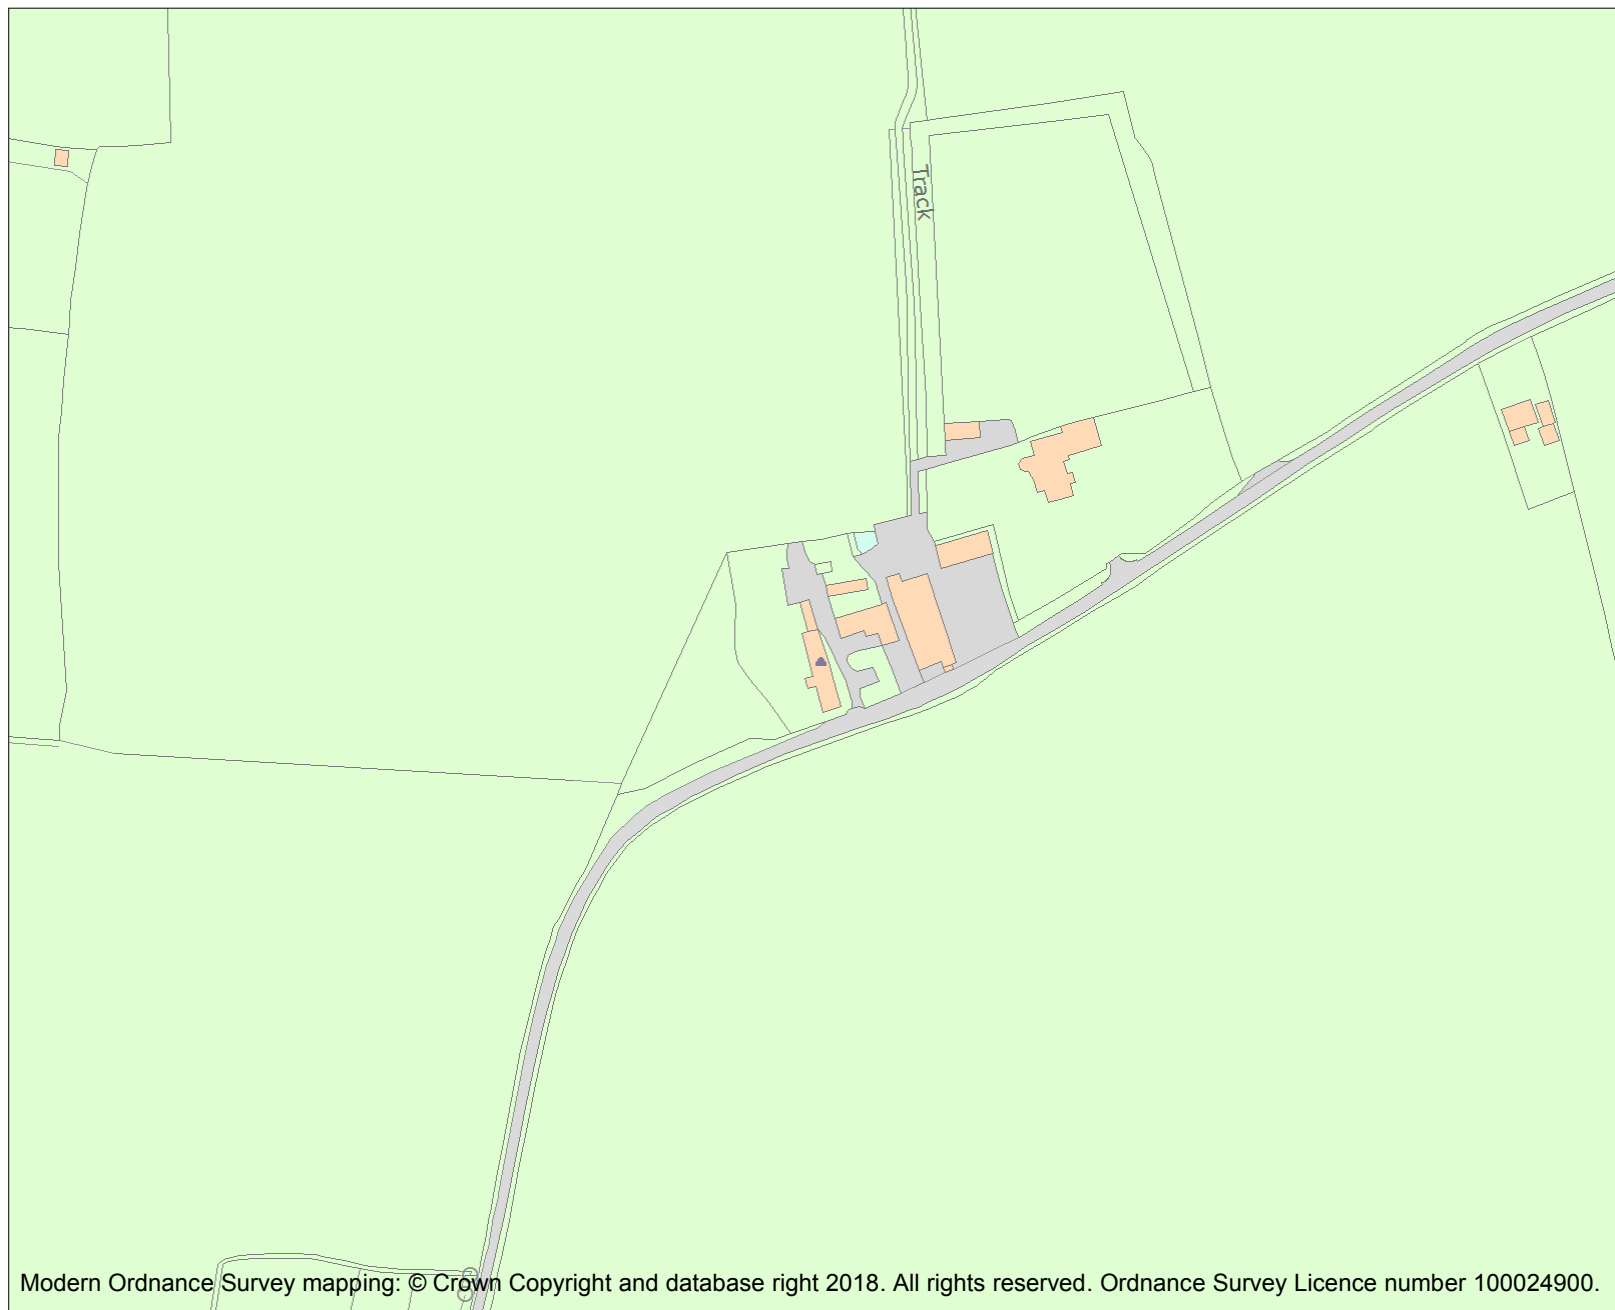 Track
Modern Ordnance Survey mapping: © Crown Copyright and database right 2018. All rights reserved. Ordnance Survey Licence number 100024900.